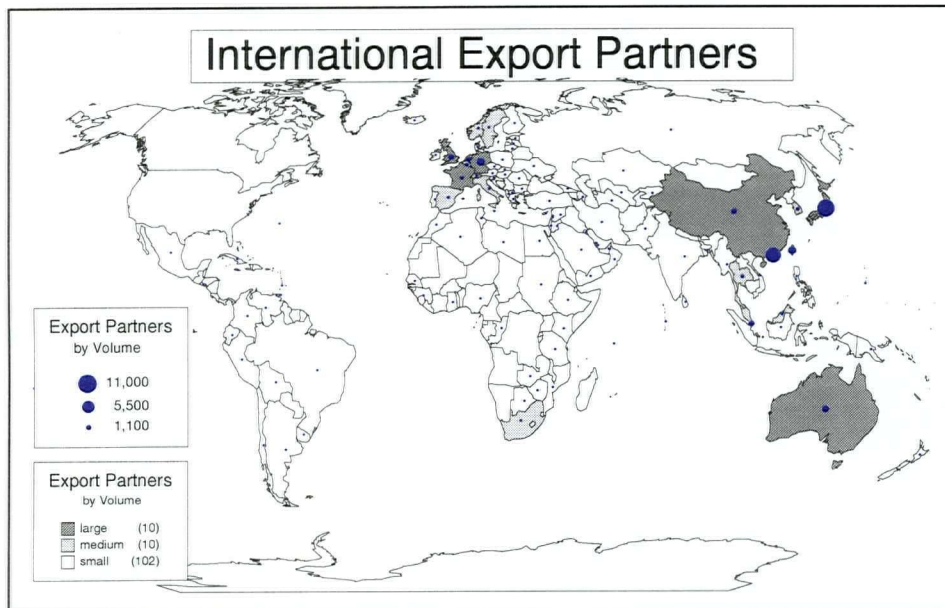 International Export Partners
Export Partners
by Volume
11,000
5,500
1,100
Export Partners
by Volume
large (10)
medium (10)
small (102)